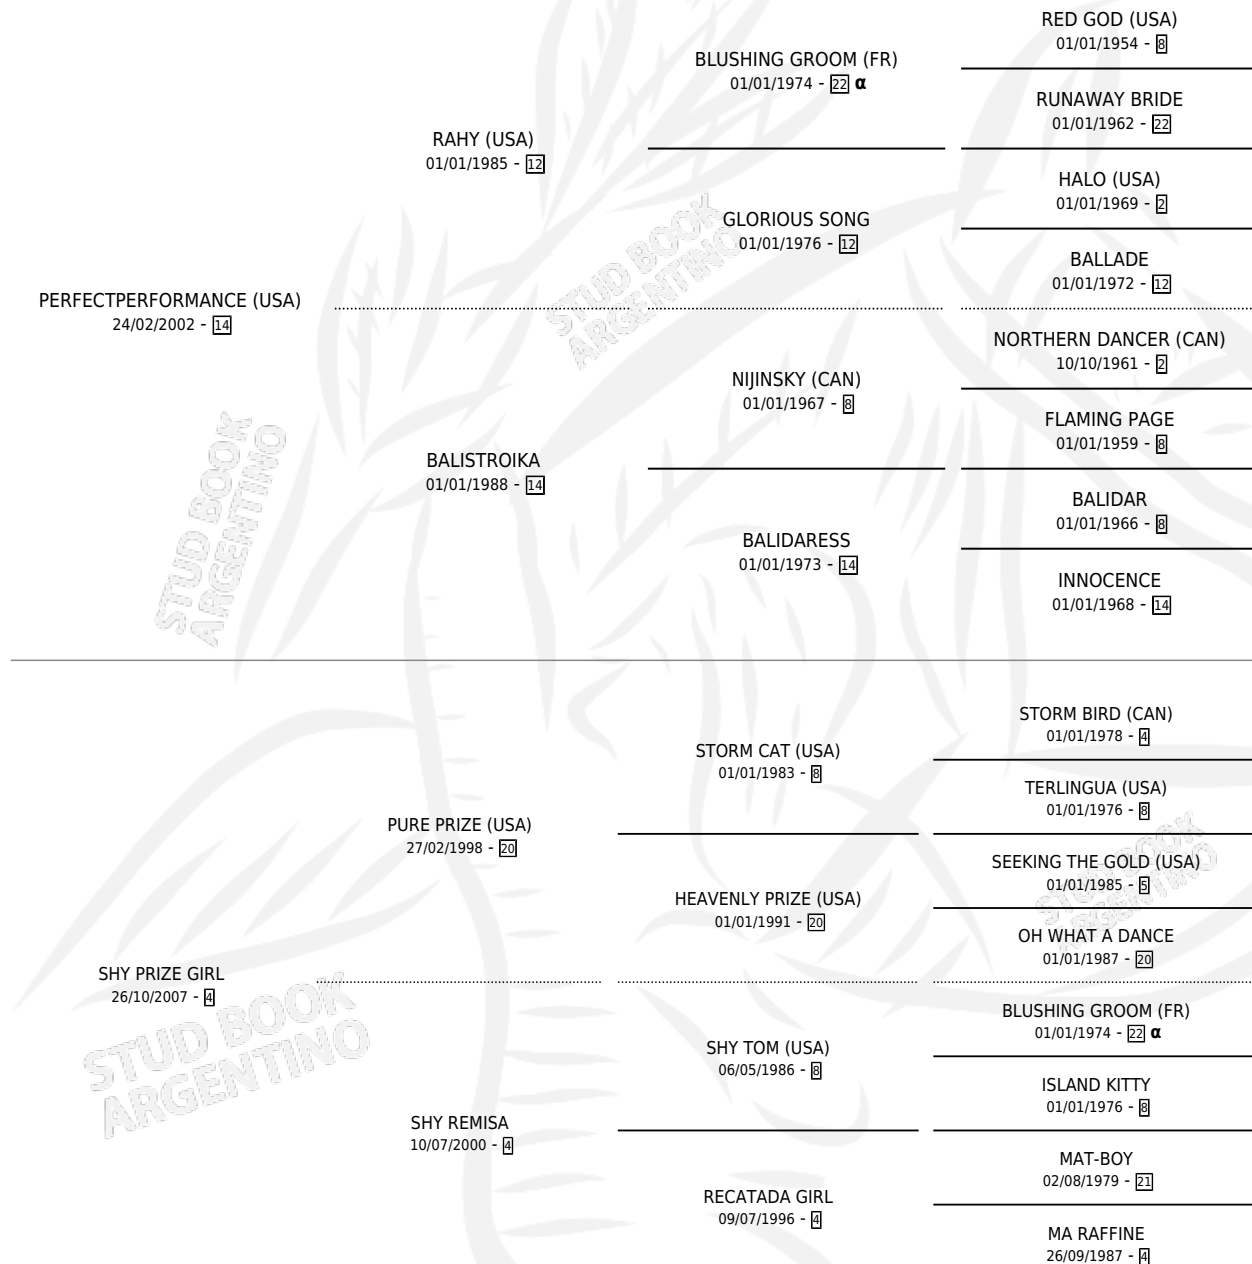 RED GOD (USA)
01/01/1954 - 8
BLUSHING GROOM (FR)
01/01/1974 - 22 α
RUNAWAY BRIDE
01/01/1962 - 22
RAHY (USA)
01/01/1985 - 12
HALO (USA)
01/01/1969 - 2
GLORIOUS SONG
01/01/1976 - 12
BALLADE
01/01/1972 - 12
PERFECTPERFORMANCE (USA)
24/02/2002 - 14
NORTHERN DANCER (CAN)
10/10/1961 - 2
NIJINSKY (CAN)
01/01/1967 - 8
FLAMING PAGE
01/01/1959 - 8
BALISTROIKA
01/01/1988 - 14
BALIDAR
01/01/1966 - 8
BALIDARESS
01/01/1973 - 14
INNOCENCE
01/01/1968 - 14
STORM BIRD (CAN)
01/01/1978 - 4
STORM CAT (USA)
01/01/1983 - 8
TERLINGUA (USA)
01/01/1976 - 8
PURE PRIZE (USA)
27/02/1998 - 20
SEEKING THE GOLD (USA)
01/01/1985 - 5
HEAVENLY PRIZE (USA)
01/01/1991 - 20
OH WHAT A DANCE
01/01/1987 - 20
SHY PRIZE GIRL
26/10/2007 - 4
BLUSHING GROOM (FR)
01/01/1974 - 22 α
SHY TOM (USA)
06/05/1986 - 8
ISLAND KITTY
01/01/1976 - 8
SHY REMISA
10/07/2000 - 4
MAT-BOY
02/08/1979 - 21
RECATADA GIRL
09/07/1996 - 4
MA RAFFINE
26/09/1987 - 4
STUD BOOK
ARGENTINO
STUD BOOK
ARGENTINO
STUD BOOK
ARGENTINO
STUD BOOK
ARGENTINO